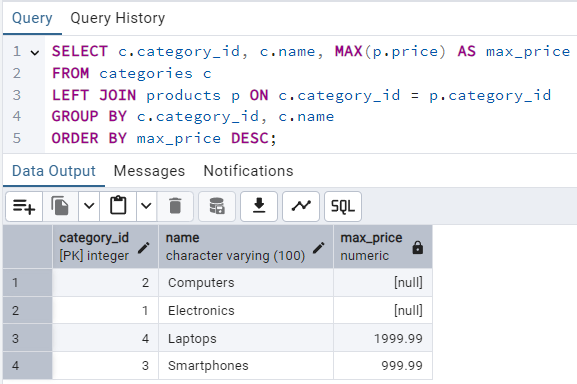 Query Query History
1 SELECT c.category_id, c.name, MAX(p.price) AS max_price
2 FROM categories c
3 LEFT JOIN products p ON c.category_id = p.category_id
4 GROUP BY c.category_id, c.name
5 ORDER BY max_price DESC;
Data Output Messages Notifications
SQL
category_id name max_price
[PK] integer character varying (100) numeric
1 2 Computers [null]
2 1 Electronics [null]
3 4 Laptops 1999.99
4 3 Smartphones 999.99